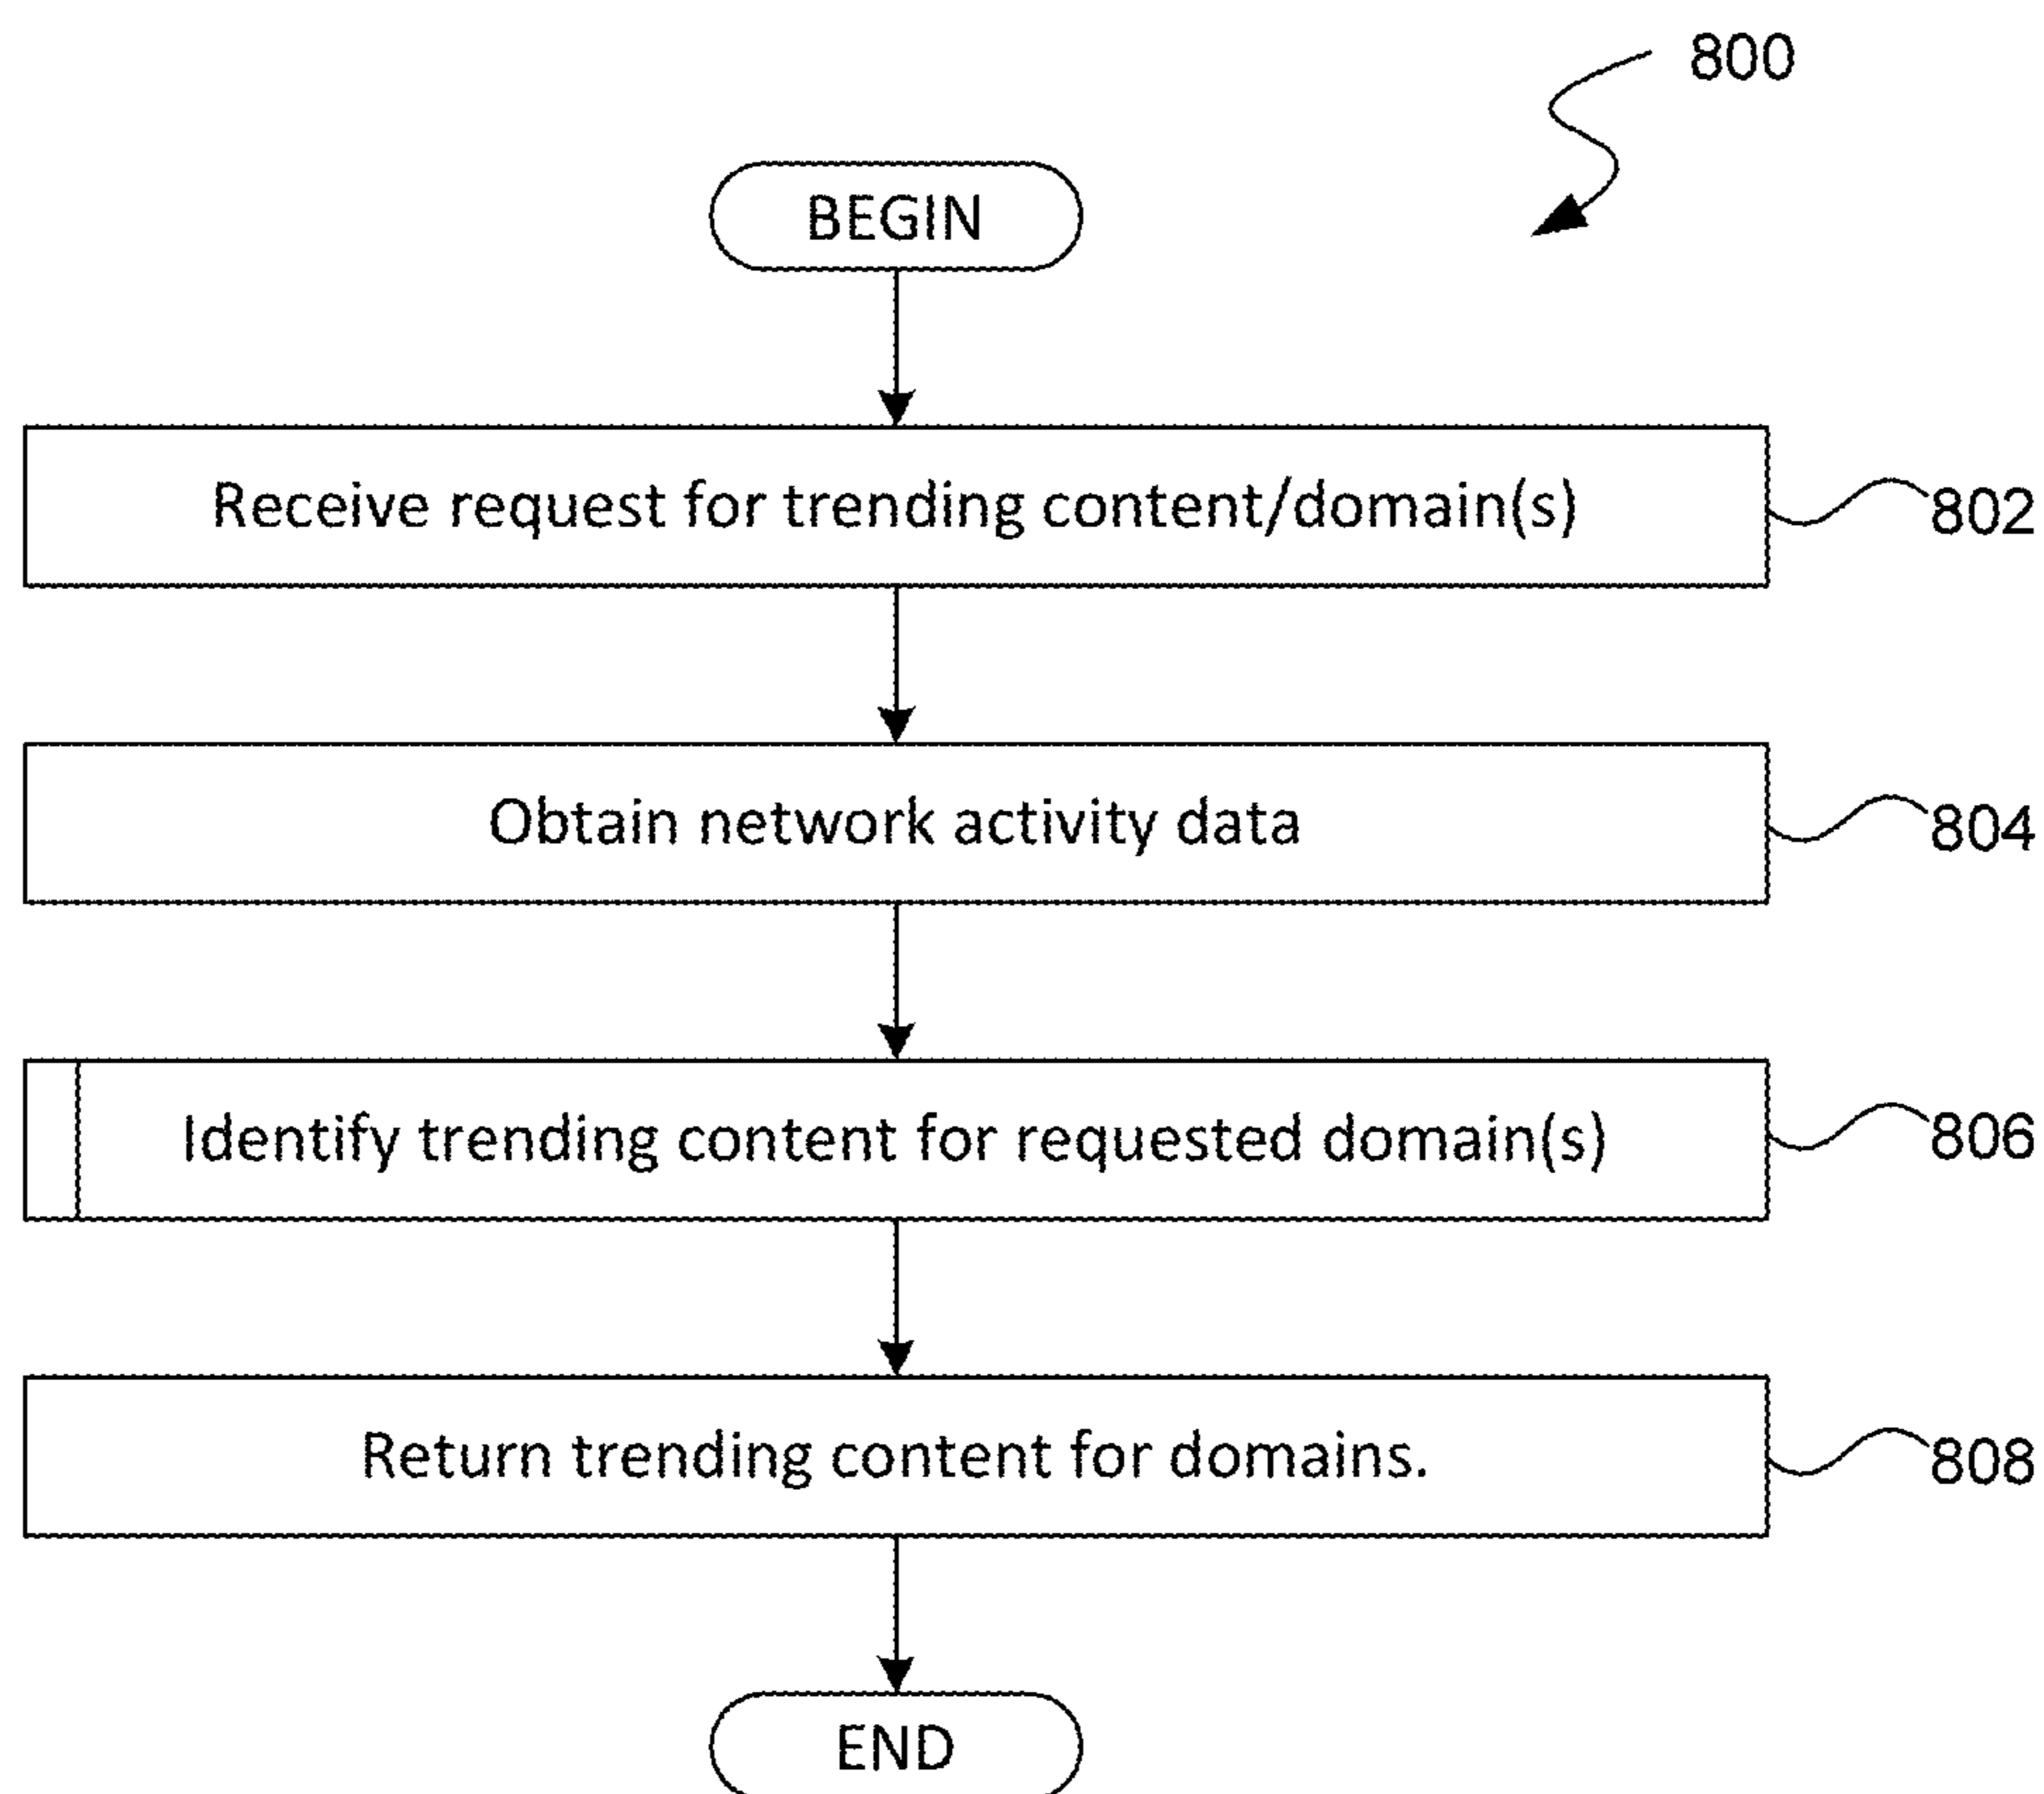 800
BEGIN
Receive request for trending content/domain(s)
802
Obtain network activity data
804
Identify trending content for requested domain(s)
806
Return trending content for domains.
808
END